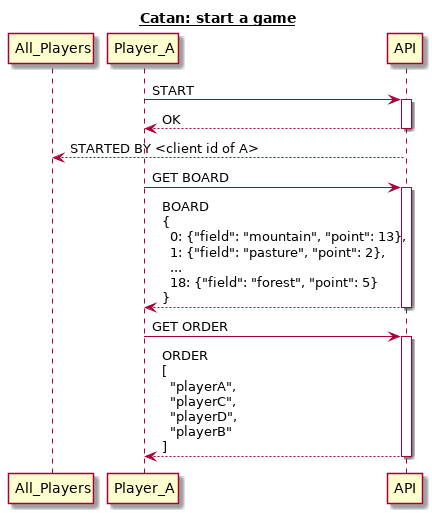 Catan: start a game
All_Players Player_A API
START
OK
STARTED BY <client id of A>
GET BOARD
BOARD
{
0: {"field": "mountain", "point": 13},
1: {"field": "pasture", "point": 2},
...
18: {"field": "forest", "point": 5}
}
GET ORDER
ORDER
[
"playerA",
"playerC",
"playerD",
"playerB"
]
All_Players Player_A API